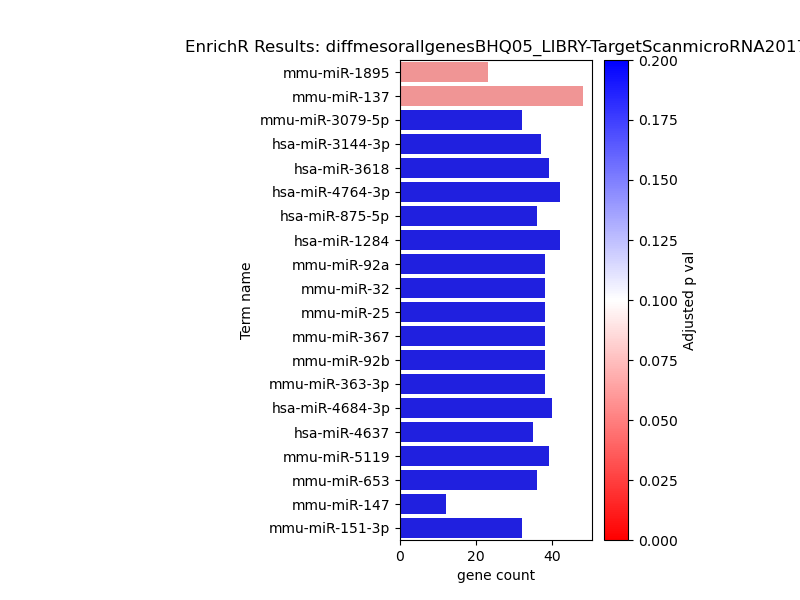 EnrichR Results: diffmesorallgenesBHQ05_LIBRY-TargetScanmicroRNA2017
mmu-miR-1895
mmu-miR-137
mmu-miR-3079-5p
hsa-miR-3144-3p
hsa-miR-3618
hsa-miR-4764-3p
hsa-miR-875-5p
hsa-miR-1284
mmu-miR-92a
mmu-miR-32
mmu-miR-25
mmu-miR-367
mmu-miR-92b
mmu-miR-363-3p
hsa-miR-4684-3p
hsa-miR-4637
mmu-miR-5119
mmu-miR-653
mmu-miR-147
mmu-miR-151-3p
Term name
0 20 40
gene count
0.200
0.175
0.150
0.125
0.100
0.075
0.050
0.025
0.000
Adjusted p val